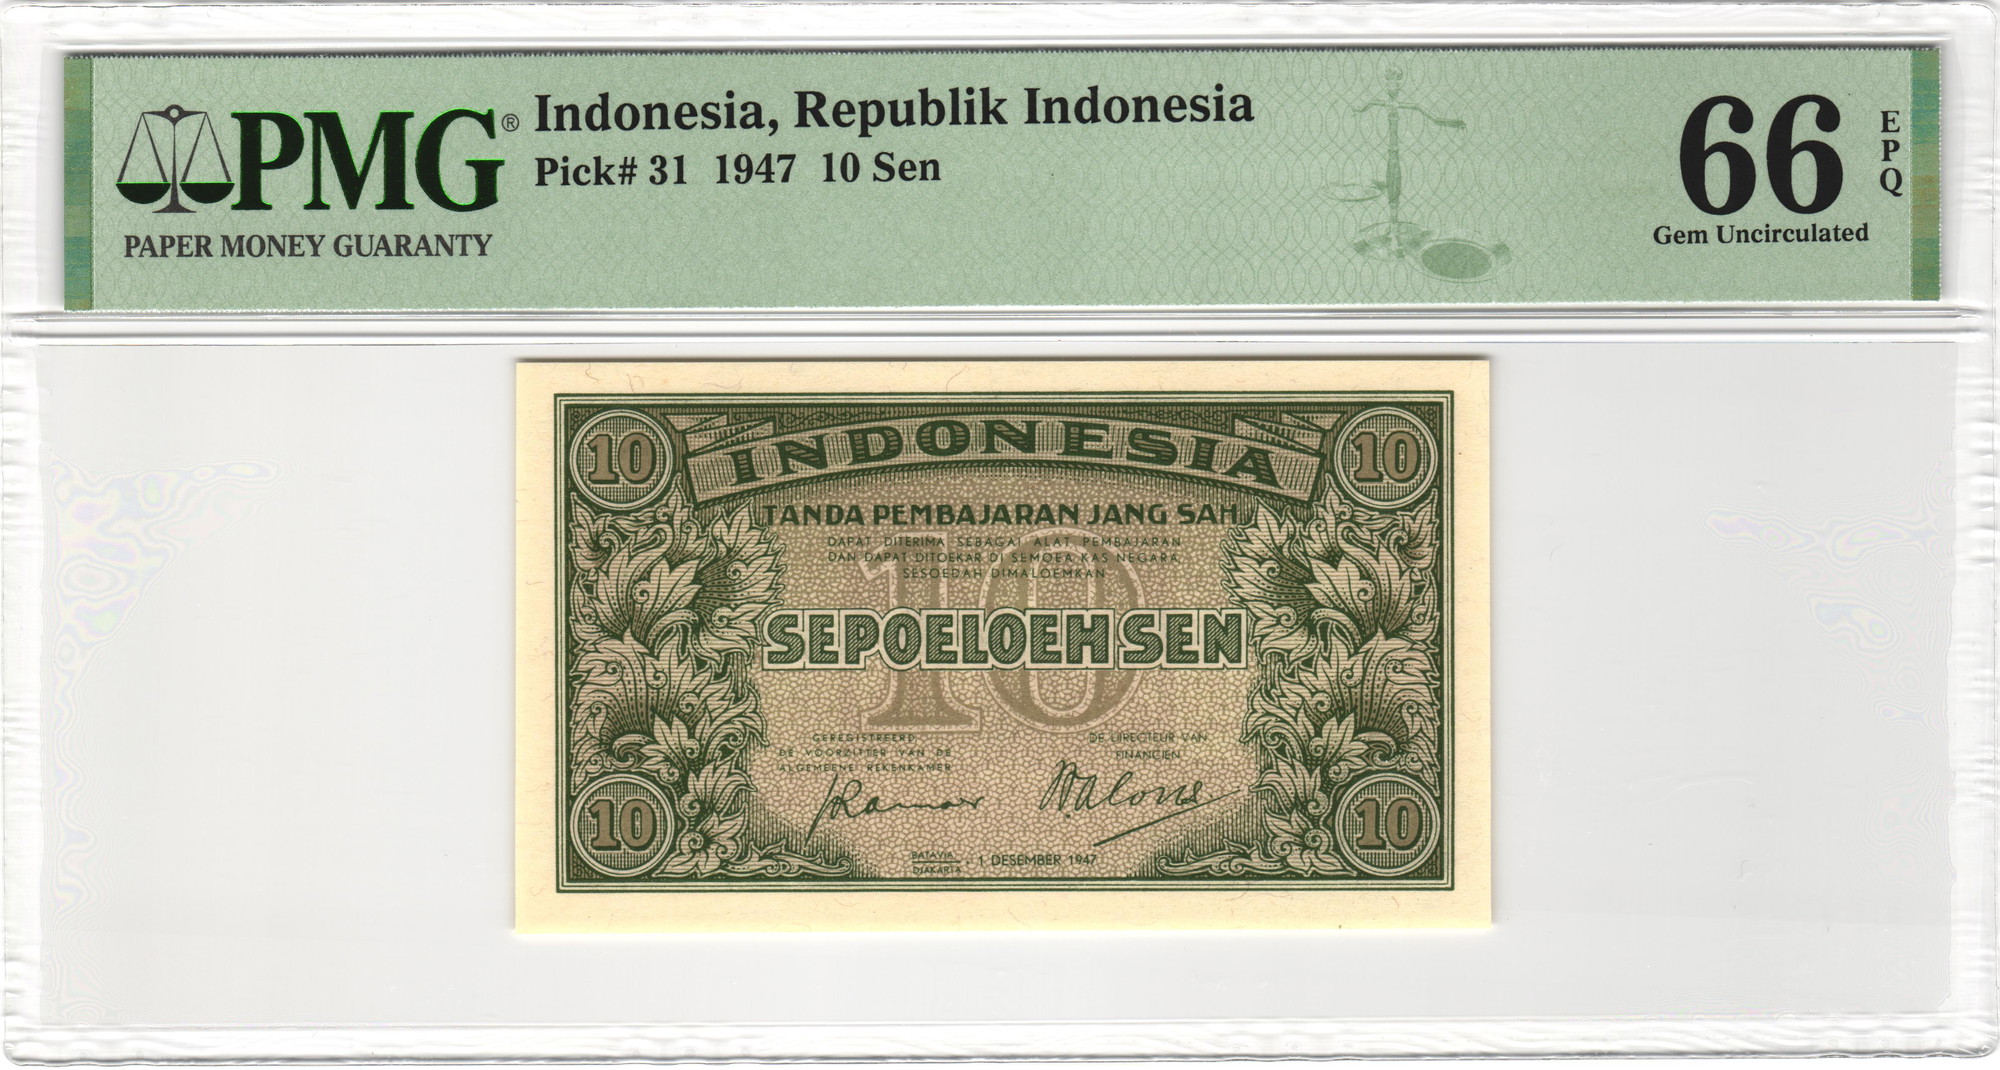 PMG®
PAPER MONEY GUARANTY
Indonesia, Republik Indonesia
Pick# 31 1947 10 Sen
66
EPQ
Gem Uncirculated
10
INDONESIA
10
TANDA PEMBAJARAN JANG SAH
DAPAT DITERIMA SEBAGAI ALAT PEMBAJARAN
DAN DAPAT DITOEKAR DI SEMOEA KAS NEGARA
SESOEDAH DIMALOEMKAN
10
SEPOELOEH SEN
GEREGISTREERD,
DE VOORZITTER VAN DE
ALGEMEENE REKENKAMER
DE DIRECTEUR VAN
FINANCIËN
10
BATAVIA
DJAKARTA
, 1 DESEMBER 1947
10